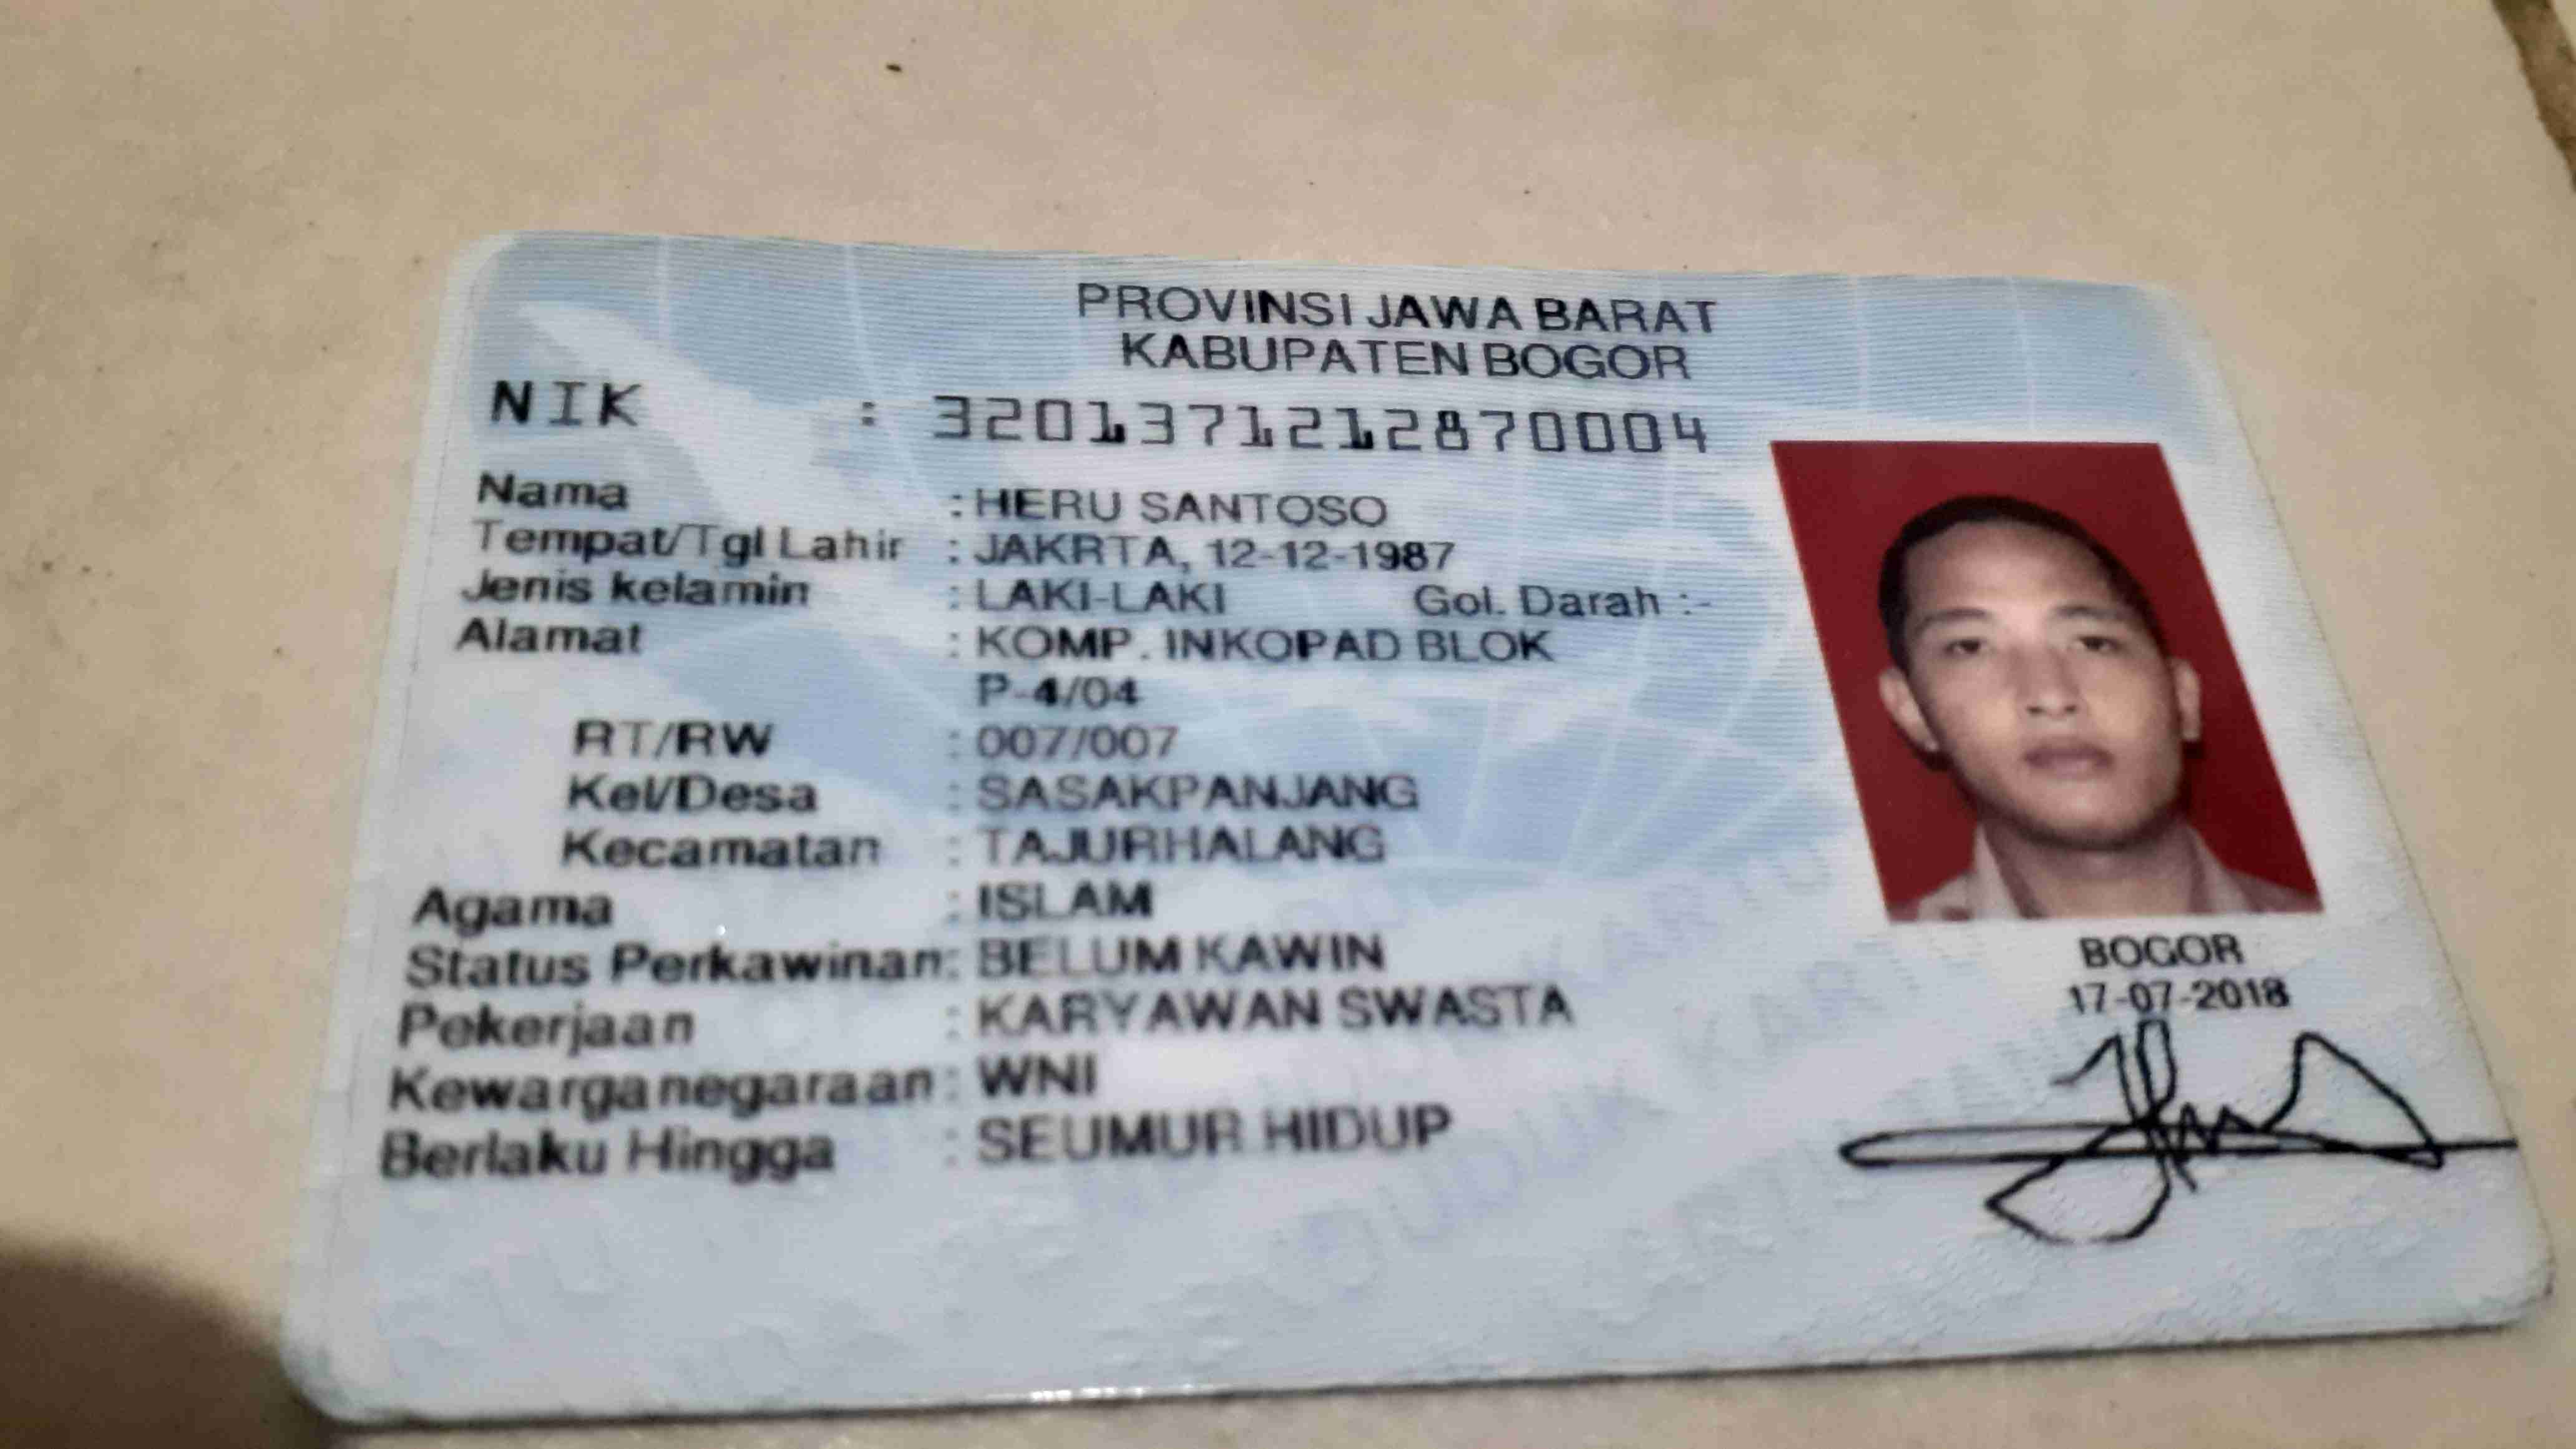 PROVINSI JAWA BARAT
KABUPATEN BOGOR
NIK : 3201371212870004
Nama : HERU SANTOSO
Tempat/Tgl Lahir : JAKRTA, 12-12-1987
Jenis kelamin : LAKI-LAKI Gol. Darah :-
Alamat : KOMP. INKOPAD BLOK
P-4/04
RT/RW : 007/007
Kel/Desa : SASAKPANJANG
Kecamatan : TAJURHALANG
Agama : ISLAM
Status Perkawinan: BELUM KAWIN
Pekerjaan : KARYAWAN SWASTA
Kewarganegaraan: WNI
Berlaku Hingga : SEUMUR HIDUP
BOGOR
17-07-2018